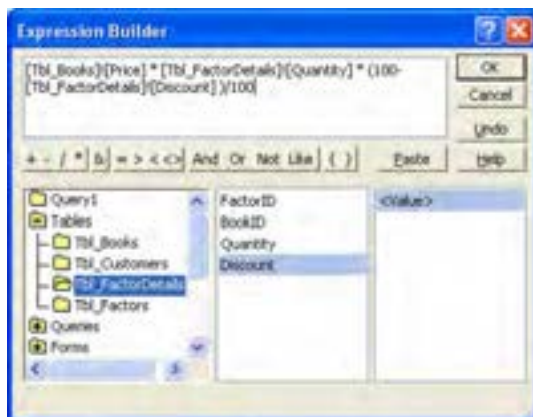 Expression Builder
[Tbl_Books]![Price] * [Tbl_FactorDetails]![Quantity] * (100-
[Tbl_FactorDetails]![Discount] )/100
OK
Cancel
Undo
+ - / * & = > < <> And Or Not Like ( )
Paste
Help
Query1
Tables
Tbl_Books
Tbl_Customers
Tbl_FactorDetails
Tbl_Factors
Queries
Forms
FactorID
BookID
Quantity
Discount
<Value>